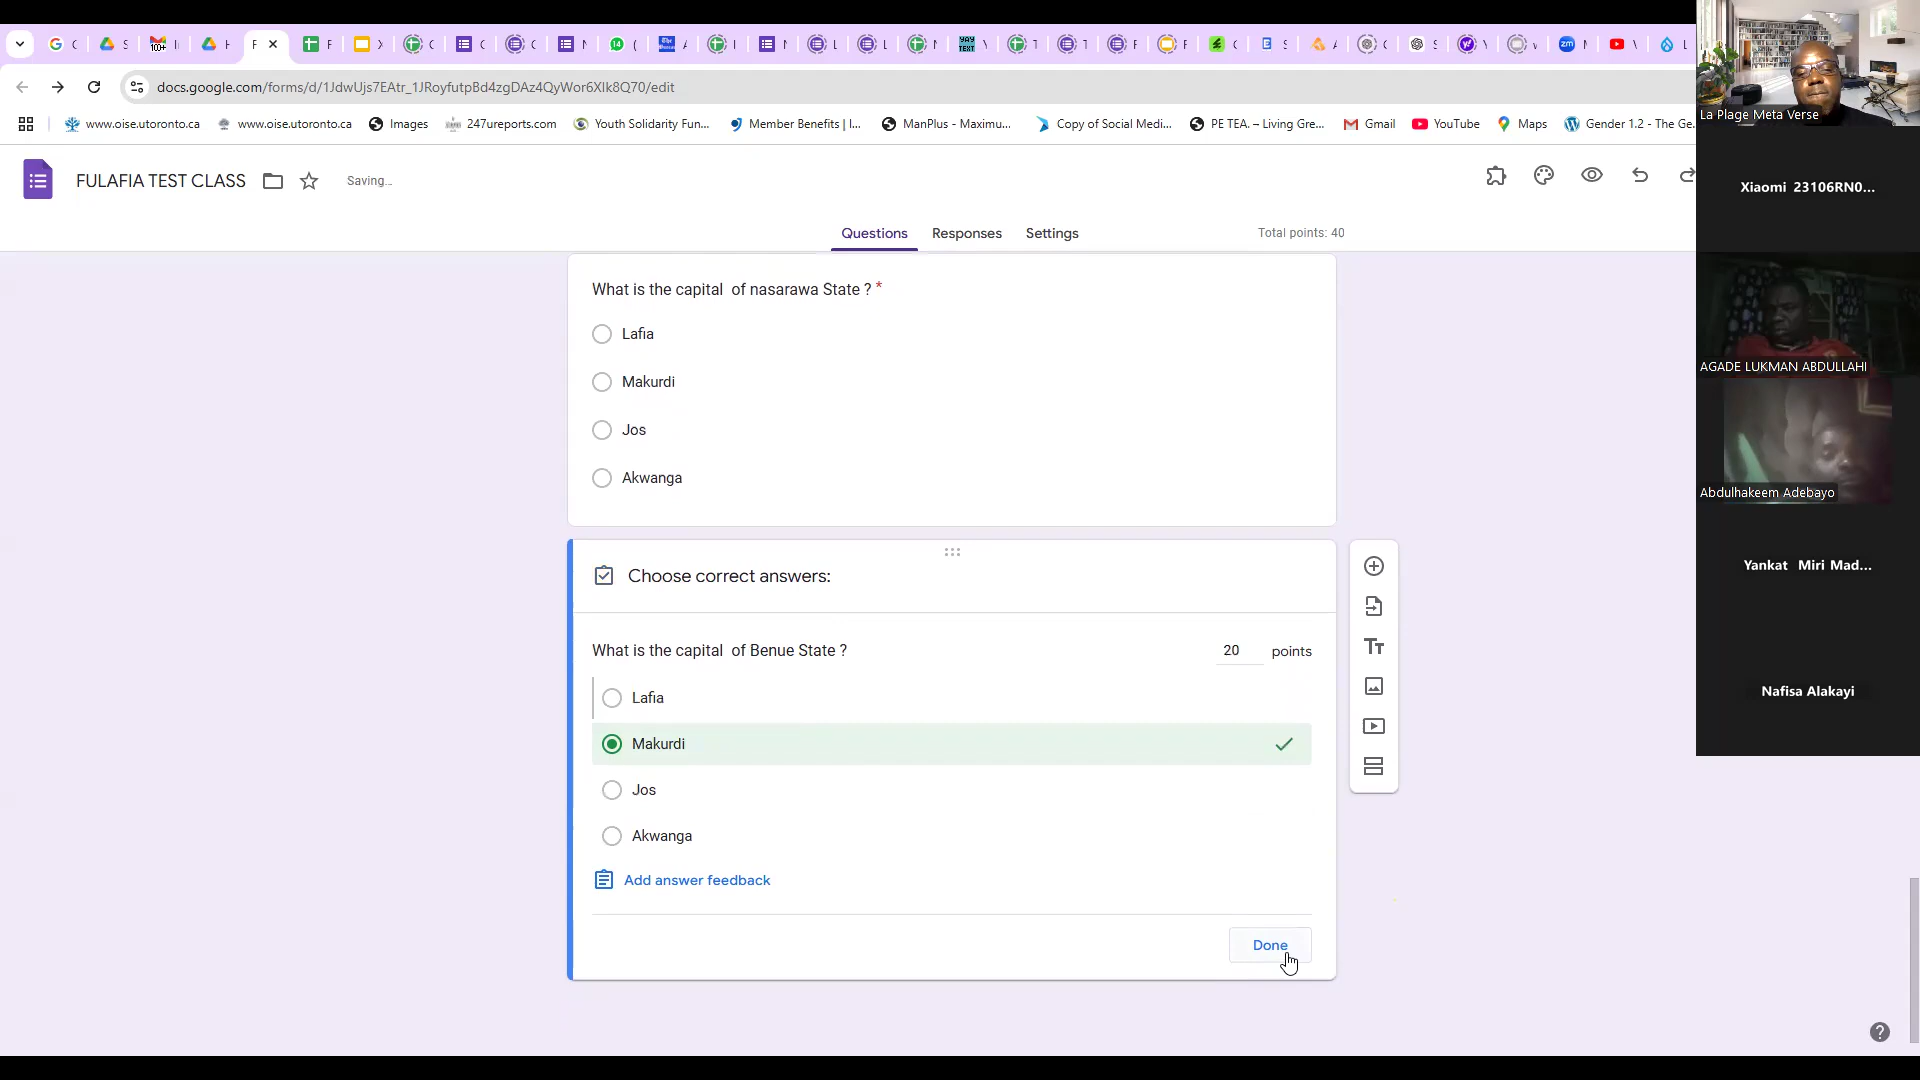 docs.google.com/forms/d/1JdwUjs7EAtr_1JRoyfutpBd4zgDAz4QyWor6Xlk8Q70/edit
www.oise.utoronto.ca
www.oise.utoronto.ca
Images
247ureports.com
Youth Solidarity Fun...
Member Benefits | I...
ManPlus - Maximu...
Copy of Social Medi...
PE TEA. – Living Gre...
Gmail
YouTube
Maps
Gender 1.2 - The Ge.
La Plage Meta Verse
FULAFIA TEST CLASS
Saving...
Xiaomi 23106RN0...
Questions
Responses
Settings
Total points: 40
What is the capital of nasarawa State ? *
Lafia
Makurdi
Jos
Akwanga
AGADE LUKMAN ABDULLAHI
Abdulhakeem Adebayo
Choose correct answers:
Yankat Miri Mad...
What is the capital of Benue State ?
20 points
Lafia
Nafisa Alakayi
Makurdi
Jos
Akwanga
Add answer feedback
Done